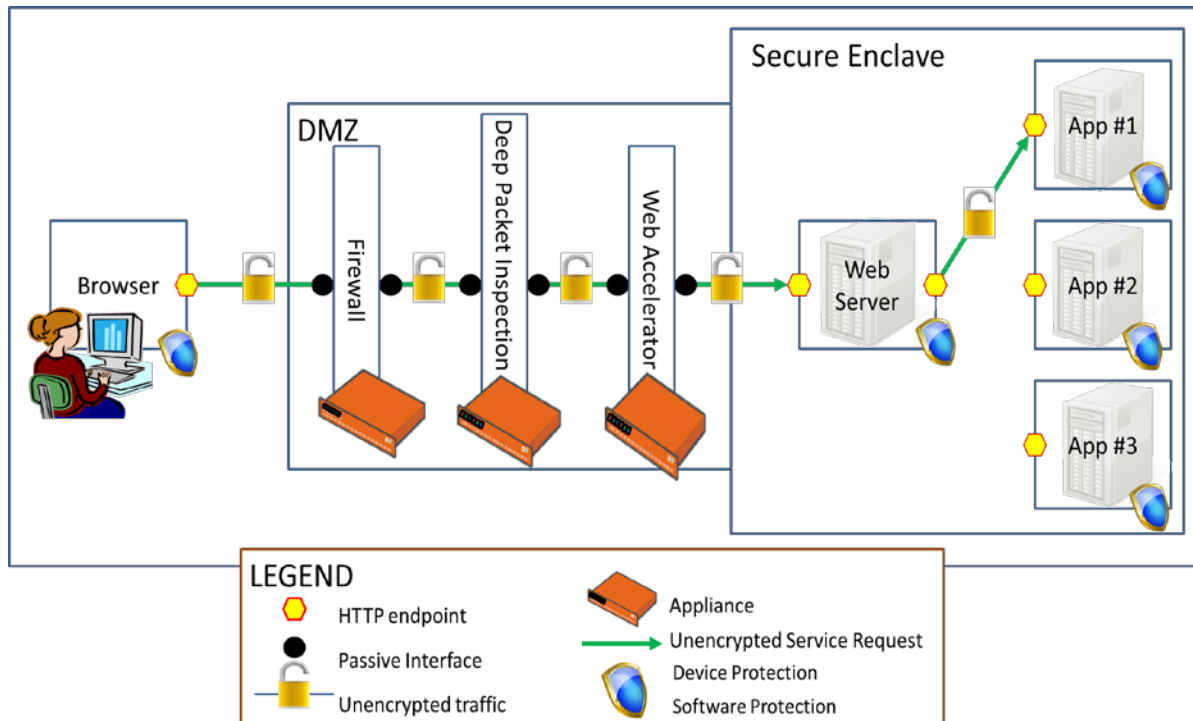 Secure Enclave
DMZ
Browser
Firewall
Deep Packet Inspection
Web Accelerator
Web
Server
App #1
App #2
App #3
LEGEND
HTTP endpoint
Passive Interface
Unencrypted traffic
Appliance
Unencrypted Service Request
Device Protection
Software Protection